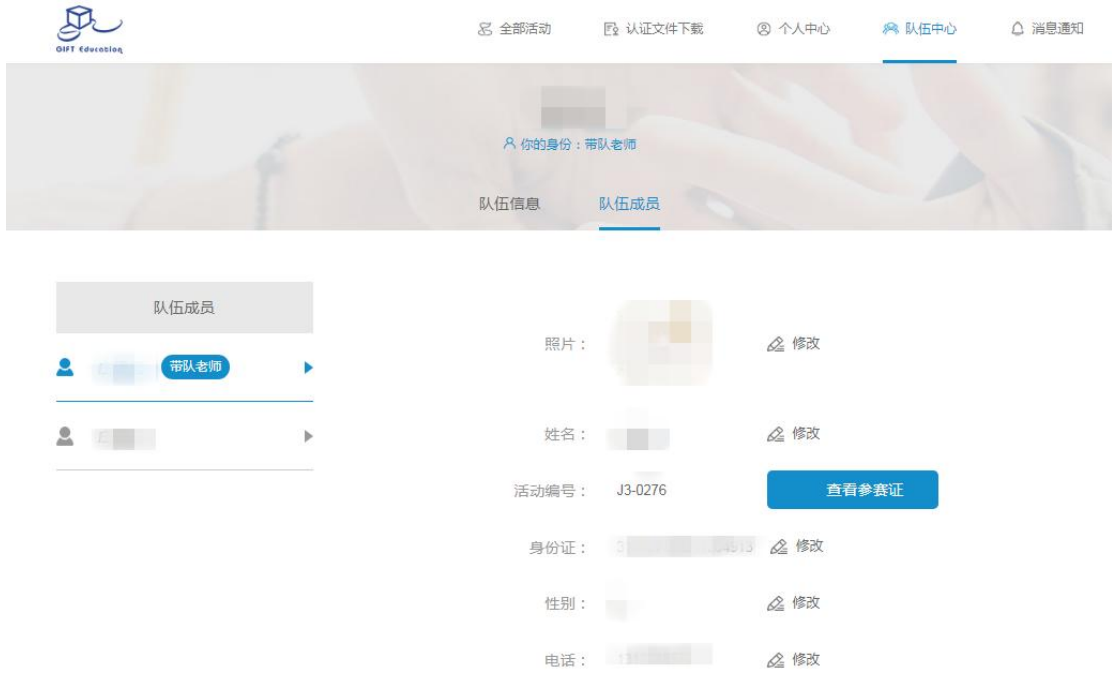 GIFT Education
全部活动 认证文件下载 个人中心 队伍中心 消息通知
你的身份：带队老师
队伍信息 队伍成员
队伍成员
带队老师
照片： 修改
姓名： 修改
活动编号： J3-0276 查看参赛证
身份证： 修改
性别： 修改
电话： 修改